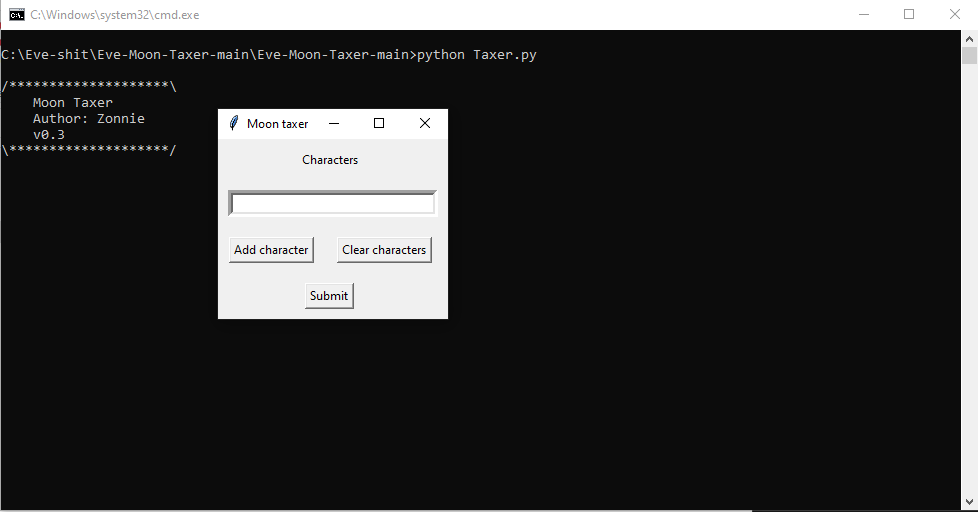 C:\Windows\system32\cmd.exe
C:\Eve-shit\Eve-Moon-Taxer-main\Eve-Moon-Taxer-main>python Taxer.py
/********************\
Moon Taxer
Author: Zonnie
v0.3
\********************/
Moon taxer
Characters
Add character
Clear characters
Submit